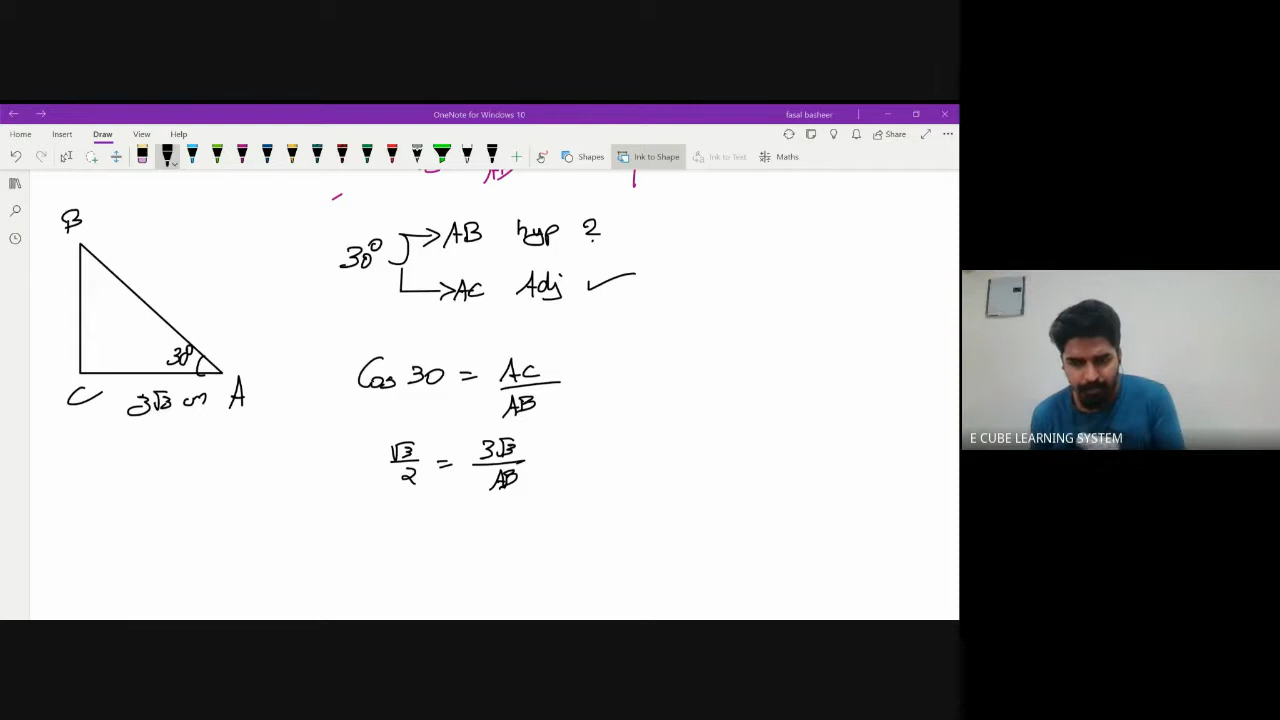 OneNote for Windows 10
fasal basheer
Home Insert Draw View Help
Share
Shapes Ink to Shape Ink to Text Maths
B
30° AB hyp ?
AC Adj ✓
30°
C 3√3 cm A
Cos 30 = AC/AB
√3/2 = 3√3/AB
E CUBE LEARNING SYSTEM